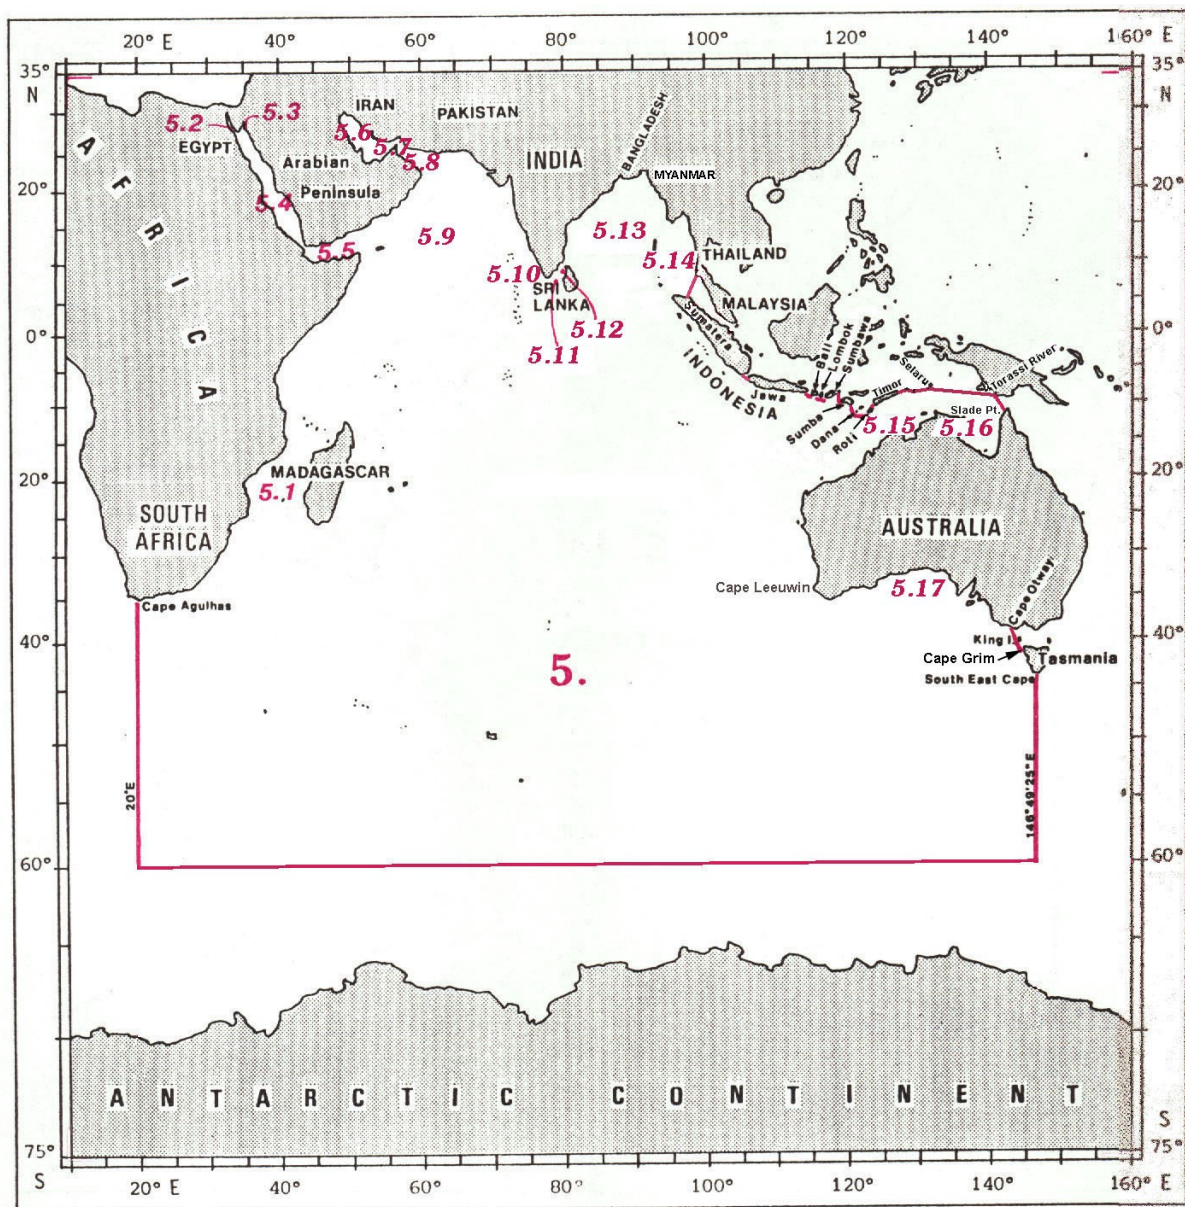 20° E 40° 60° 80° 100° 120° 140° 160° E
35° 35°
N N
IRAN
PAKISTAN
5.2 5.3
EGYPT
5.6
5.7
5.8
Arabian
Peninsula
INDIA
BANGLADESH
MYANMAR
20° 20°
AFRICA
5.4
5.5
5.9
5.13
5.10
5.14
THAILAND
SRI
LANKA
MALAYSIA
5.12
5.11
0° 0°
Sumatera
INDONESIA
Jawa
Bali
Lombok
Sumbawa
Sumba
Dana
Roti
Timor
Selaru
Torassi River
Slade Pt.
5.15
5.16
MADAGASCAR
5.1
20° 20°
SOUTH
AFRICA
AUSTRALIA
Cape Leeuwin
5.17
Cape Otway
Cape Agulhas
40° 40°
King I.
Cape Grim
Tasmania
South East Cape
5.
20°E
146°49'25"E
60° 60°
ANTARCTIC CONTINENT
75° 75°
S S
20° E 40° 60° 80° 100° 120° 140° 160° E